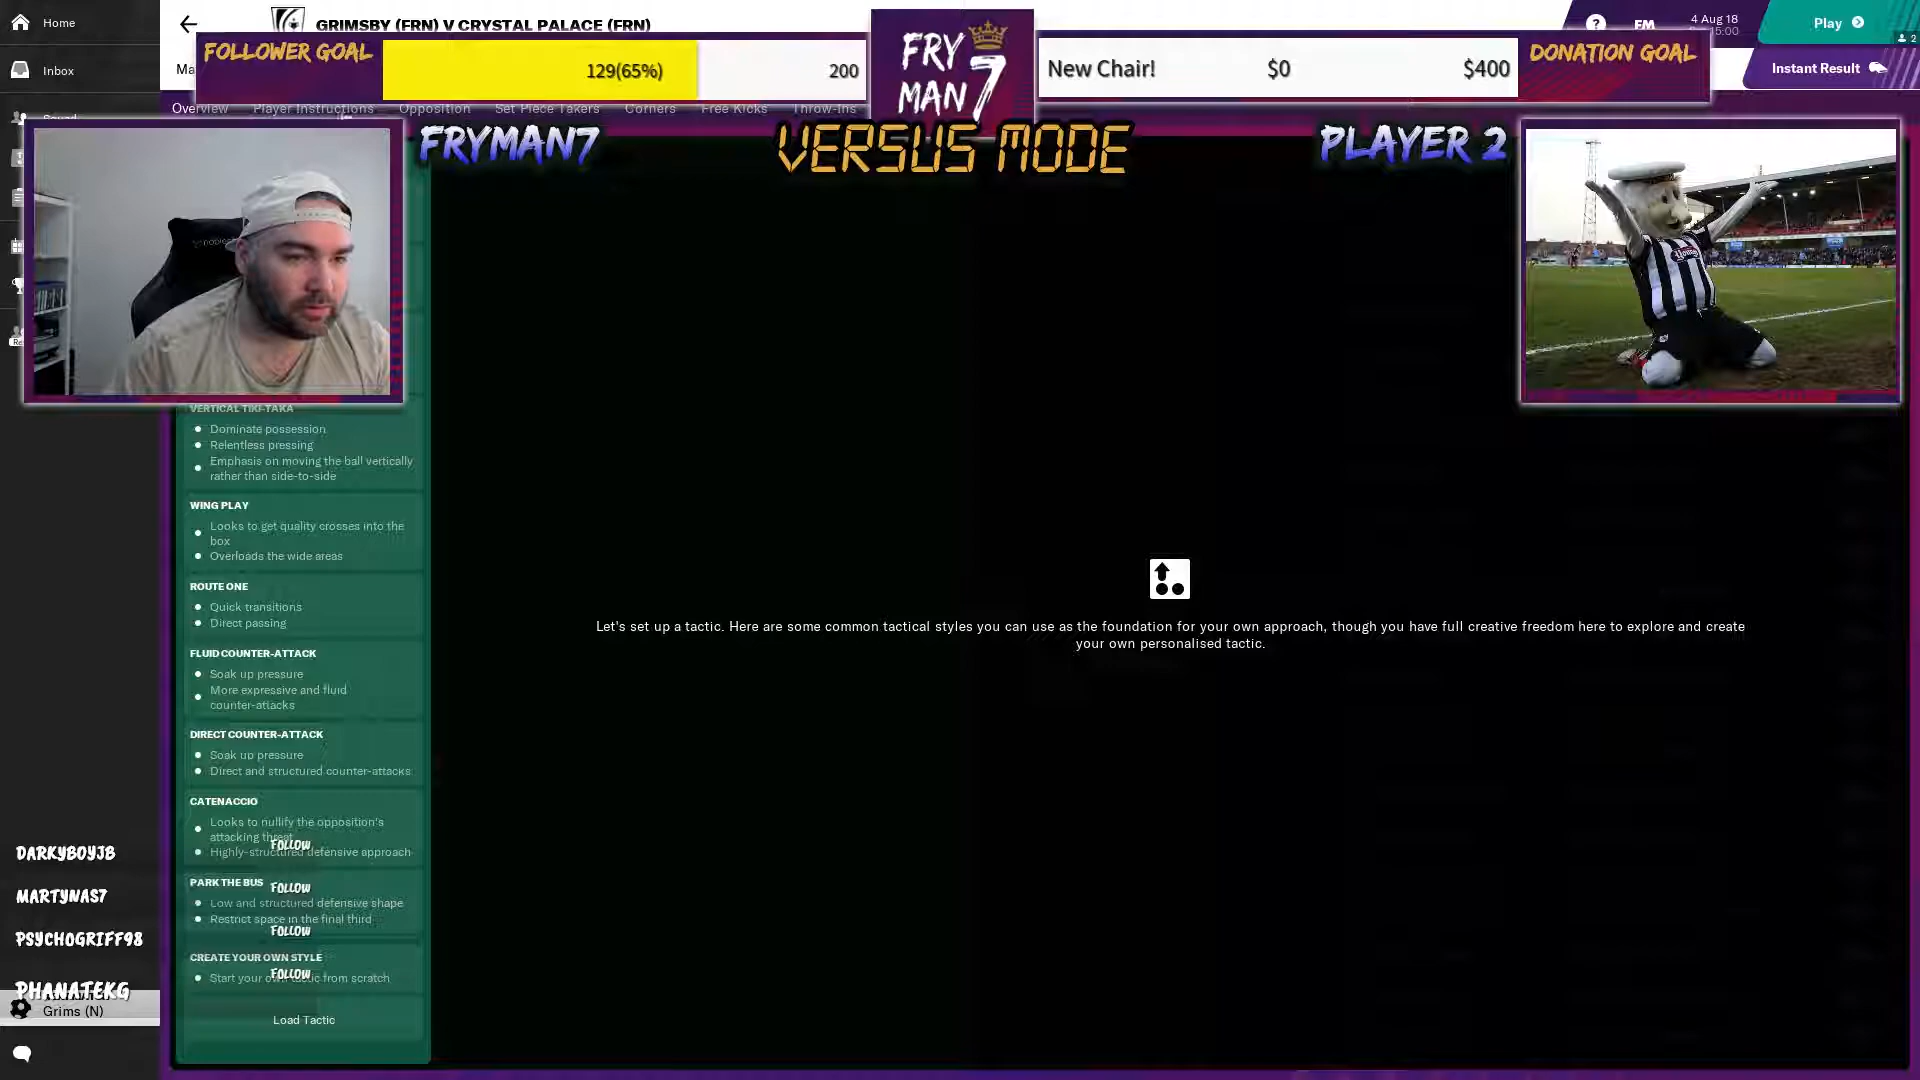 Home
GRIMSBY (FRN) V CRYSTAL PALACE (FRN)
FM
4 Aug 18
15:00
Play
2
Inbox
Ma
FOLLOWER GOAL
129(65%)
200
FRY
MAN 7
New Chair!
$0
$400
DONATION GOAL
Instant Result
Overview
Player Instructions
Opposition
Set Piece Takers
Corners
Free Kicks
Throw-Ins
Squad
FRYMAN7
VERSUS MODE
PLAYER 2
Young's
Re
VERTICAL TIKI-TAKA
Dominate possession
Relentless pressing
Emphasis on moving the ball vertically
rather than side-to-side
WING PLAY
Looks to get quality crosses into the
box
Overloads the wide areas
ROUTE ONE
Quick transitions
Direct passing
FLUID COUNTER-ATTACK
Soak up pressure
More expressive and fluid
counter-attacks
DIRECT COUNTER-ATTACK
Soak up pressure
Direct and structured counter-attacks
CATENACCIO
Looks to nullify the opposition's
attacking threat
Highly-structured defensive approach
PARK THE BUS
Low and structured defensive shape
Restrict space in the final third
CREATE YOUR OWN STYLE
Start your own tactic from scratch
Load Tactic
Let's set up a tactic. Here are some common tactical styles you can use as the foundation for your own approach, though you have full creative freedom here to explore and create
your own personalised tactic.
DARKYBOYJB
FOLLOW
MARTYNAS7
FOLLOW
PSYCHOGRIFF98
FOLLOW
PHANATEKG
FOLLOW
Grims (N)